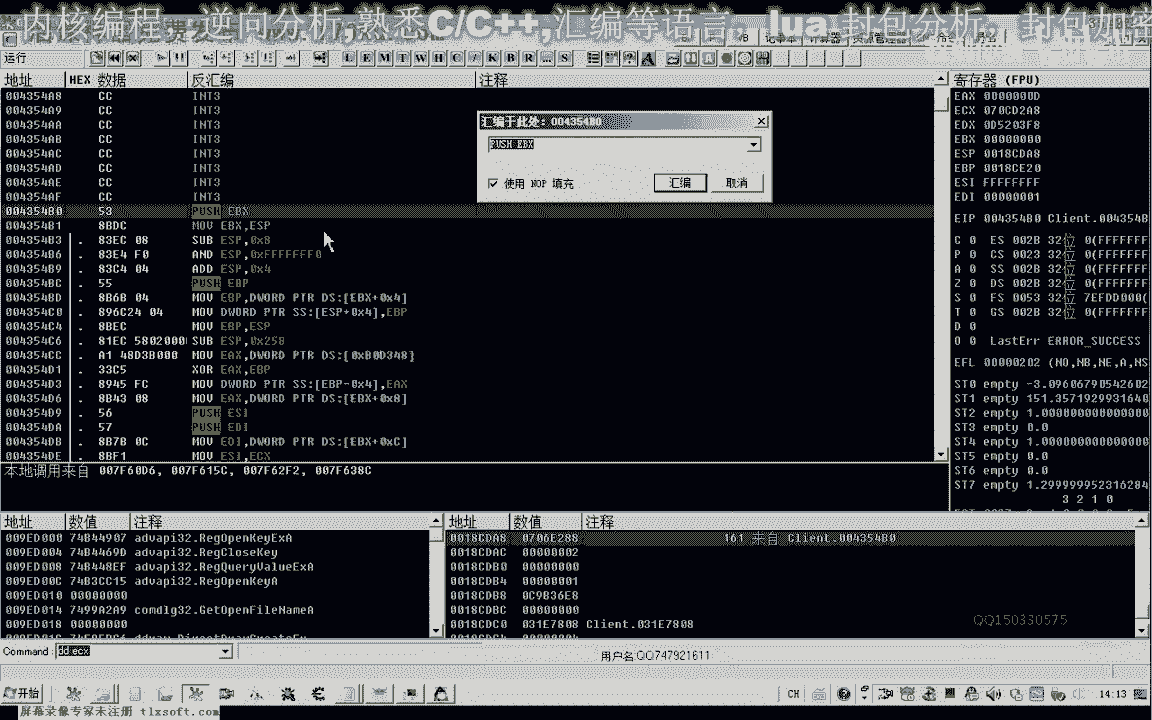 内核编程，逆向分析,熟悉C/C++,汇编等语言，lua 封包分析。封包加密
运行
L E M T W H C / K B R ... S
地址 HEX 数据 反汇编 注释
004354A8 CC INT3
004354A9 CC INT3
004354AA CC INT3
004354AB CC INT3
004354AC CC INT3
004354AD CC INT3
004354AE CC INT3
004354AF CC INT3
004354B0 53 PUSH EBX
004354B1 8BDC MOV EBX,ESP
004354B3 . 83EC 08 SUB ESP,0x8
004354B6 . 83E4 F0 AND ESP,0xFFFFFFF0
004354B9 . 83C4 04 ADD ESP,0x4
004354BC . 55 PUSH EBP
004354BD . 8B6B 04 MOV EBP,DWORD PTR DS:[EBX+0x4]
004354C0 . 896C24 04 MOV DWORD PTR SS:[ESP+0x4],EBP
004354C4 . 8BEC MOV EBP,ESP
004354C6 . 81EC 5802000 SUB ESP,0x258
004354CC . A1 48D3B000 MOV EAX,DWORD PTR DS:[0xB0D348]
004354D1 . 33C5 XOR EAX,EBP
004354D3 . 8945 FC MOV DWORD PTR SS:[EBP-0x4],EAX
004354D6 . 8B43 08 MOV EAX,DWORD PTR DS:[EBX+0x8]
004354D9 . 56 PUSH ESI
004354DA . 57 PUSH EDI
004354DB . 8B7B 0C MOV EDI,DWORD PTR DS:[EBX+0xC]
004354DE . 8BF1 MOV ESI,ECX
汇编于此处：004354B0
PUSH EBX
使用 NOP 填充 汇编 取消
寄存器 (FPU)
EAX 0000000D
ECX 070CD2A8
EDX 0D5203F8
EBX 00000000
ESP 0018CDA8
EBP 0018CE20
ESI FFFFFFFF
EDI 00000001
EIP 004354B0 Client.004354B
C 0 ES 002B 32位 0(FFFFFFF
P 0 CS 0023 32位 0(FFFFFFF
A 0 SS 002B 32位 0(FFFFFFF
Z 0 DS 002B 32位 0(FFFFFFF
S 0 FS 0053 32位 7EFDD000(
T 0 GS 002B 32位 0(FFFFFFF
D 0
O 0 LastErr ERROR_SUCCESS
EFL 00000202 (NO,NB,NE,A,NS
ST0 empty -3.0960679054260
ST1 empty 151.3571929931640
ST2 empty 1.000000000000000
ST3 empty 0.0
ST4 empty 1.000000000000000
ST5 empty 0.0
ST6 empty 0.0
ST7 empty 1.299999952316284
3 2 1 0
本地调用来自 007F60D6, 007F615C, 007F62F2, 007F638C
地址 数值 注释
009ED000 74B44907 advapi32.RegOpenKeyExA
009ED004 74B4469D advapi32.RegCloseKey
009ED008 74B448EF advapi32.RegQueryValueExA
009ED00C 74B3CC15 advapi32.RegOpenKeyA
009ED010 00000000
009ED014 7499A2A9 comdlg32.GetOpenFileNameA
009ED018 00000000
地址 数值 注释
0018CDA8 0706E288 161 来自 Client.004354B0
0018CDAC 00000002
0018CDB0 00000000
0018CDB4 00000001
0018CDB8 0C9B36E8
0018CDBC 00000000
0018CDC0 031E7808 Client.031E7808
QQ150330575
Command: dd ecx
用户名:QQ747921611
开始 CH 14:13
屏幕录像专家未注册 tlxsoft.com